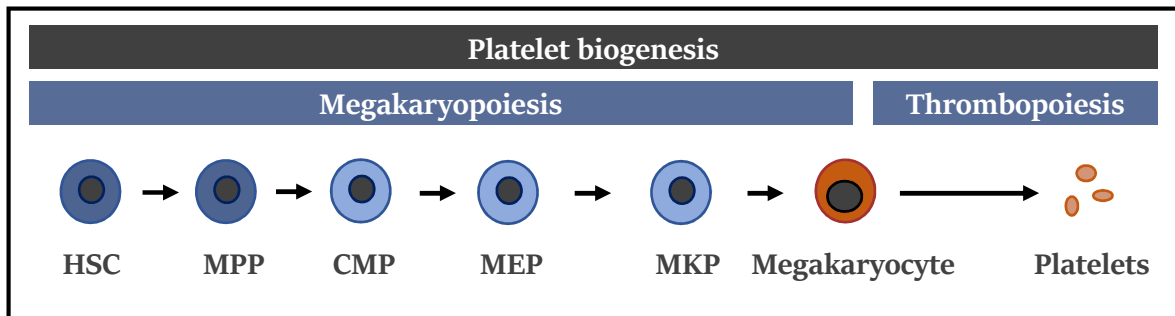 Platelet biogenesis
Megakaryopoiesis Thrombopoiesis
HSC MPP CMP MEP MKP Megakaryocyte Platelets